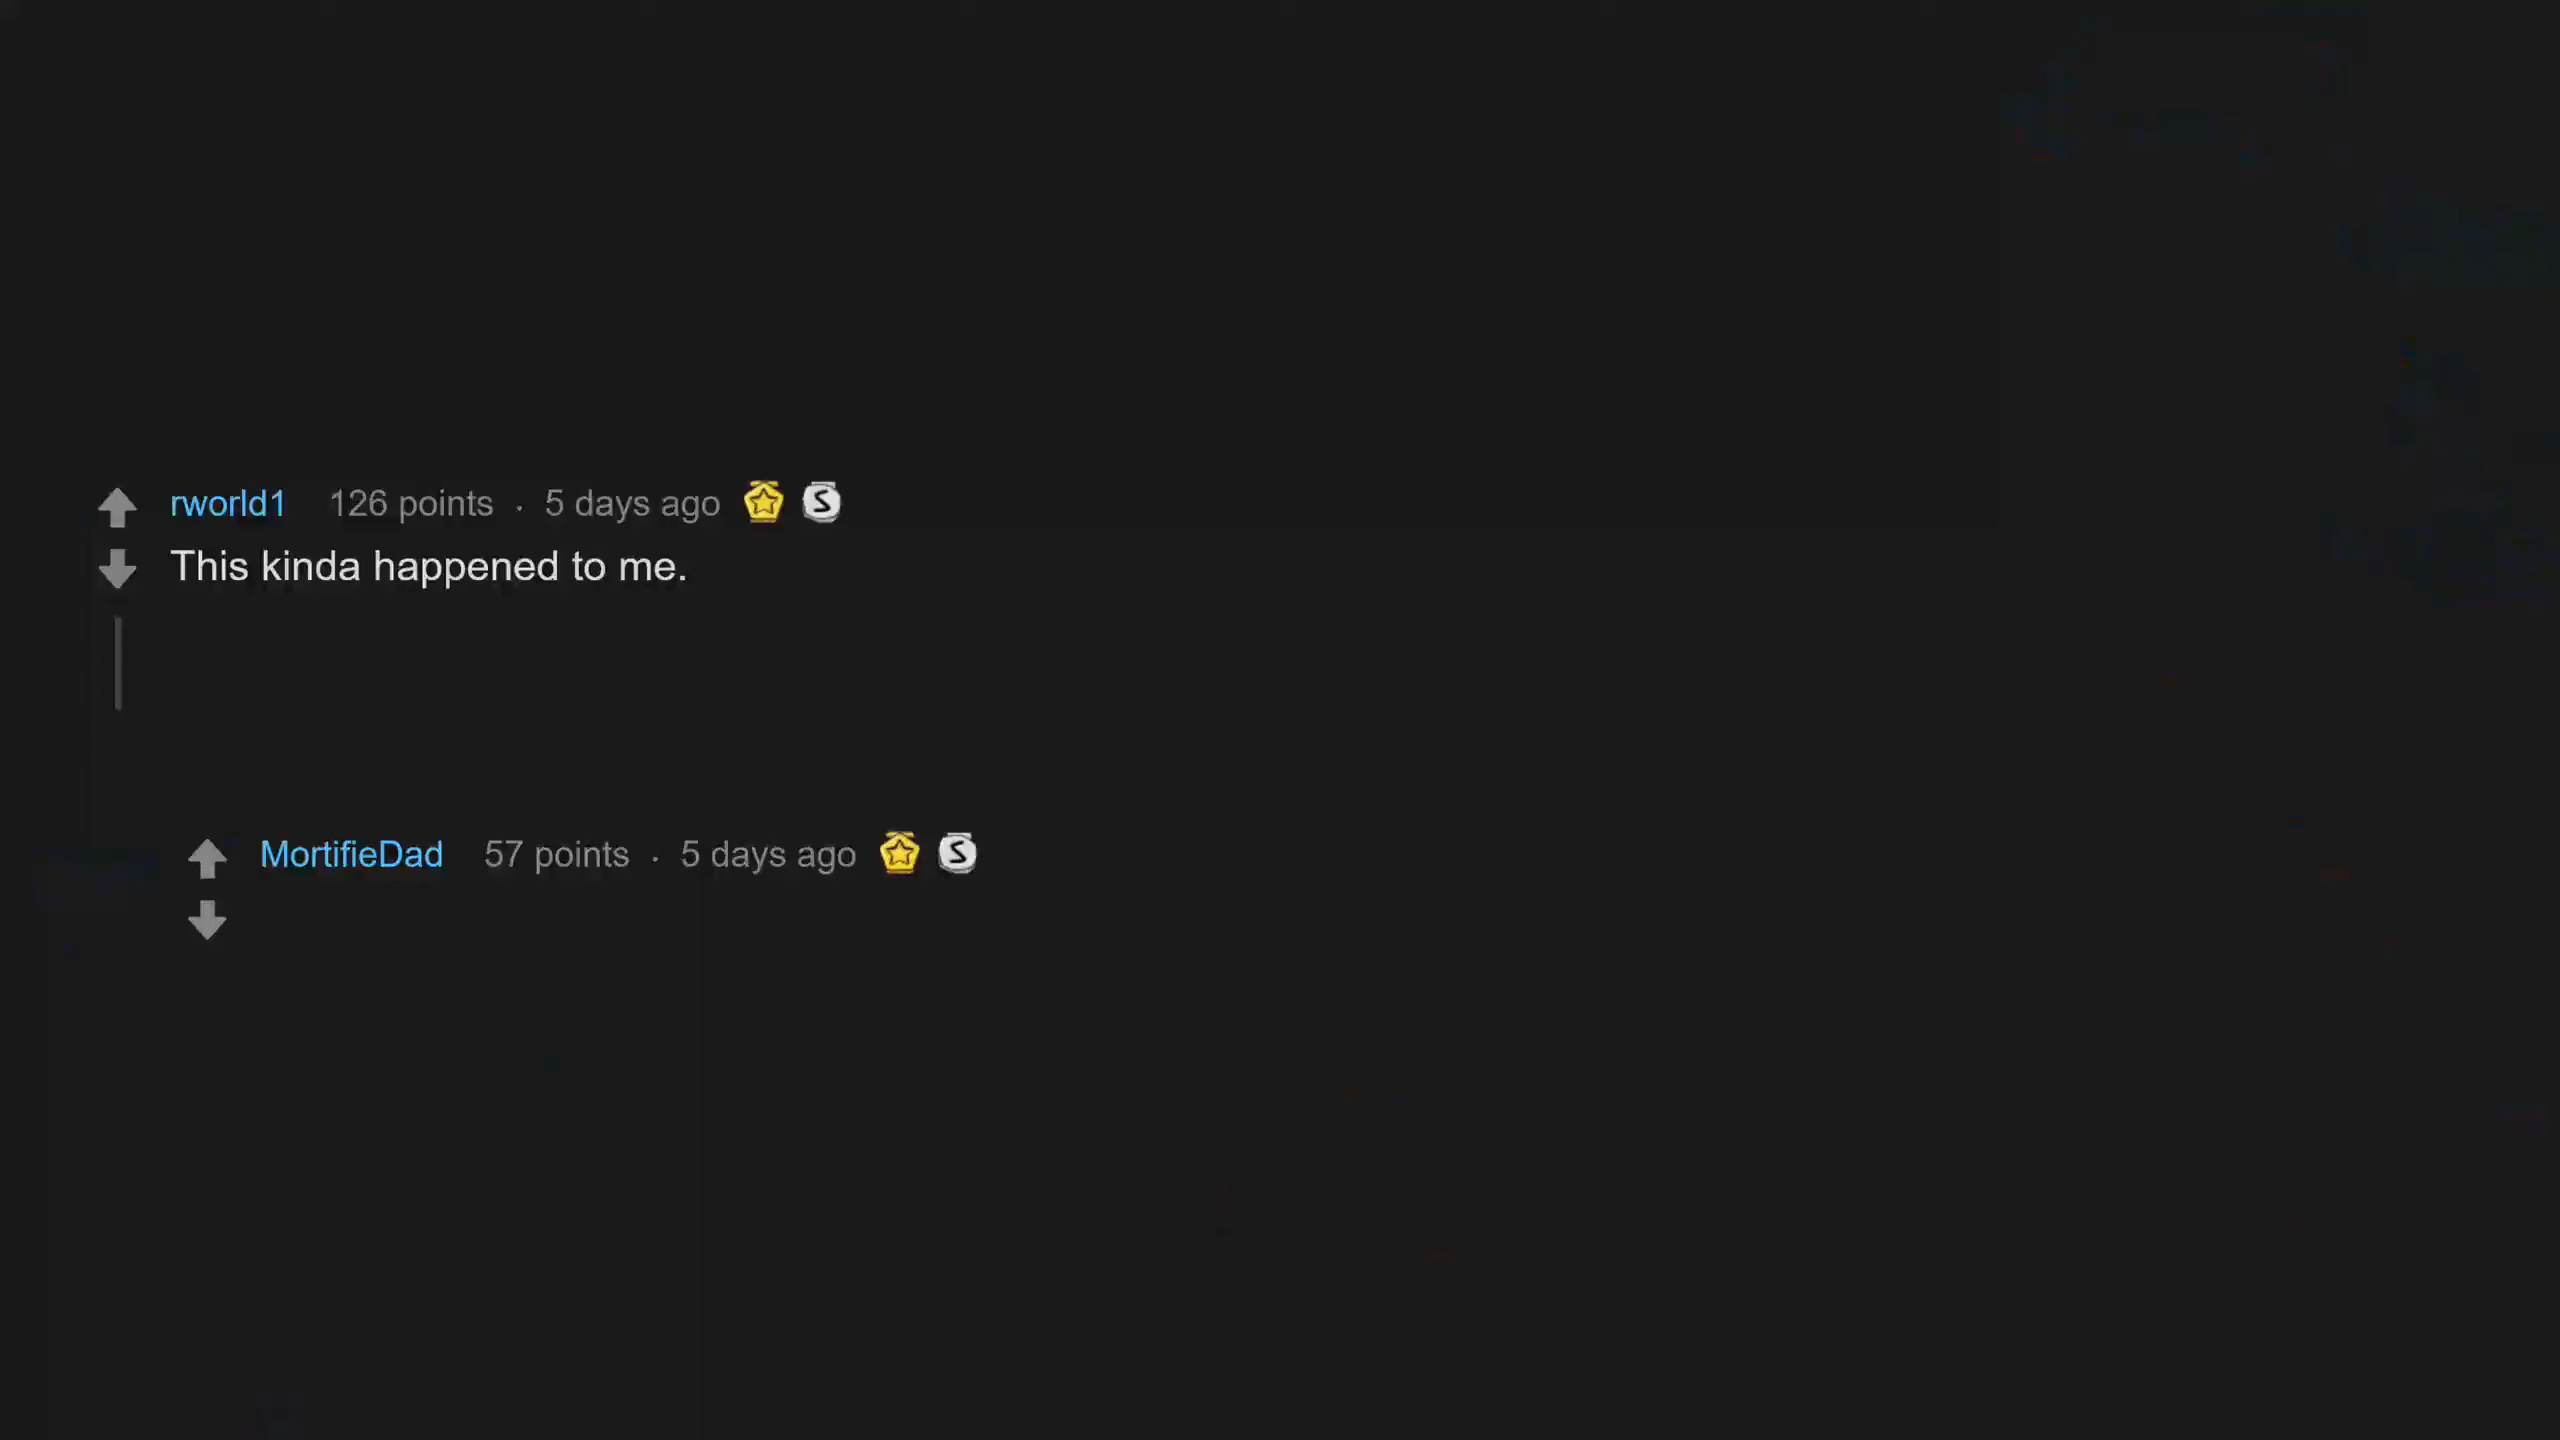 rworld1 126 points · 5 days ago
This kinda happened to me.
MortifieDad 57 points · 5 days ago